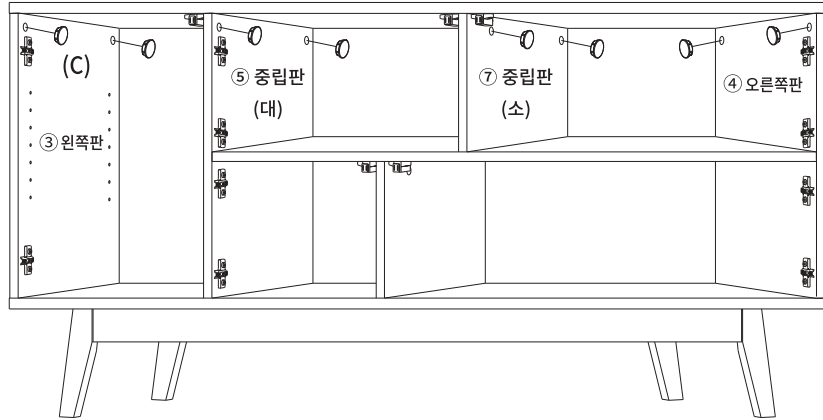 (C)
⑤ 중립판
(대)
⑦ 중립판
(소)
④ 오른쪽판
③ 왼쪽판